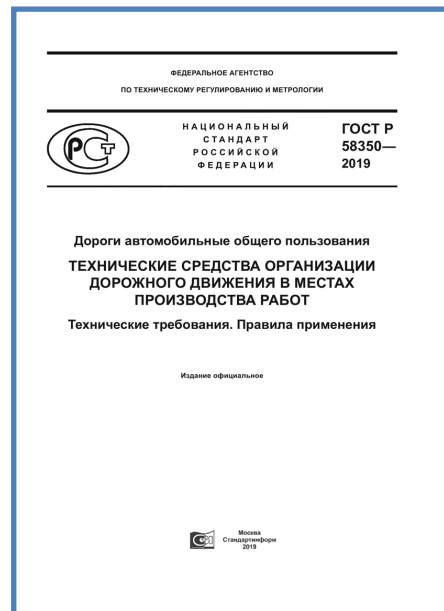 ФЕДЕРАЛЬНОЕ АГЕНТСТВО
ПО ТЕХНИЧЕСКОМУ РЕГУЛИРОВАНИЮ И МЕТРОЛОГИИ
РСТ
НАЦИОНАЛЬНЫЙ
СТАНДАРТ
РОССИЙСКОЙ
ФЕДЕРАЦИИ
ГОСТ Р
58350—
2019
Дороги автомобильные общего пользования
ТЕХНИЧЕСКИЕ СРЕДСТВА ОРГАНИЗАЦИИ
ДОРОЖНОГО ДВИЖЕНИЯ В МЕСТАХ
ПРОИЗВОДСТВА РАБОТ
Технические требования. Правила применения
Издание официальное
Москва
Стандартинформ
2019